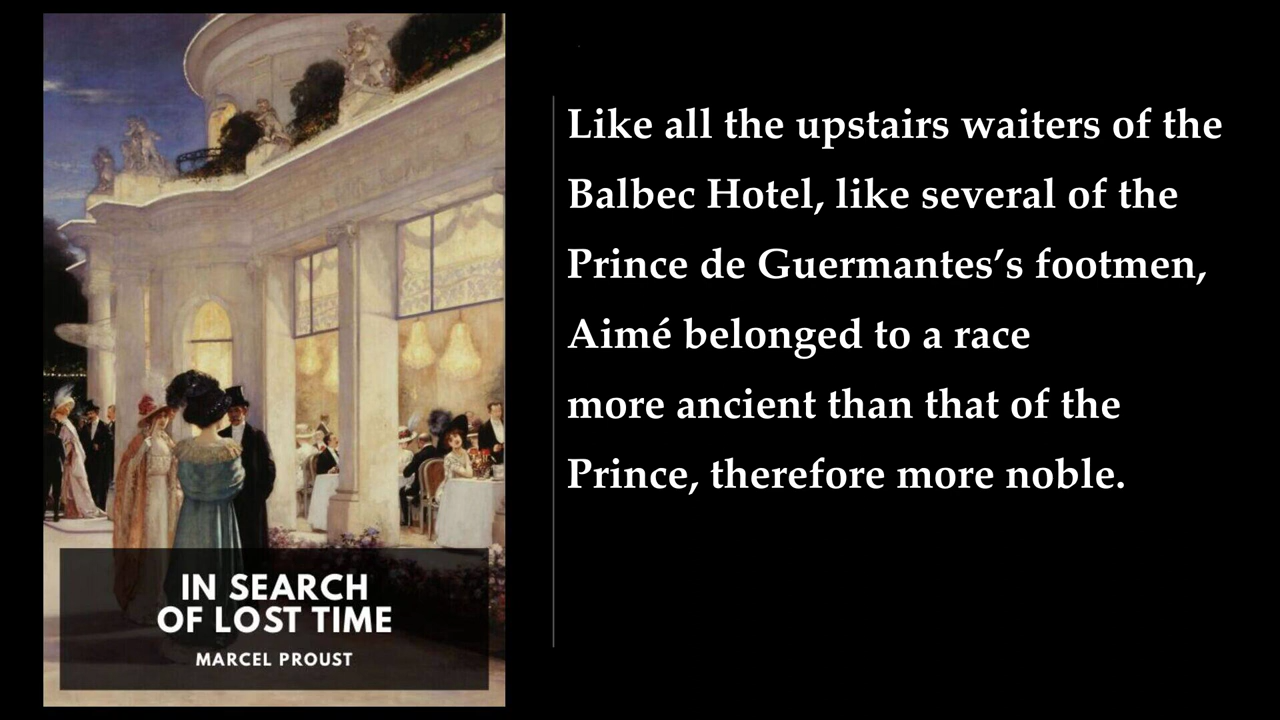 Like all the upstairs waiters of the
Balbec Hotel, like several of the
Prince de Guermantes’s footmen,
Aimé belonged to a race
more ancient than that of the
Prince, therefore more noble.
IN SEARCH
OF LOST TIME
MARCEL PROUST